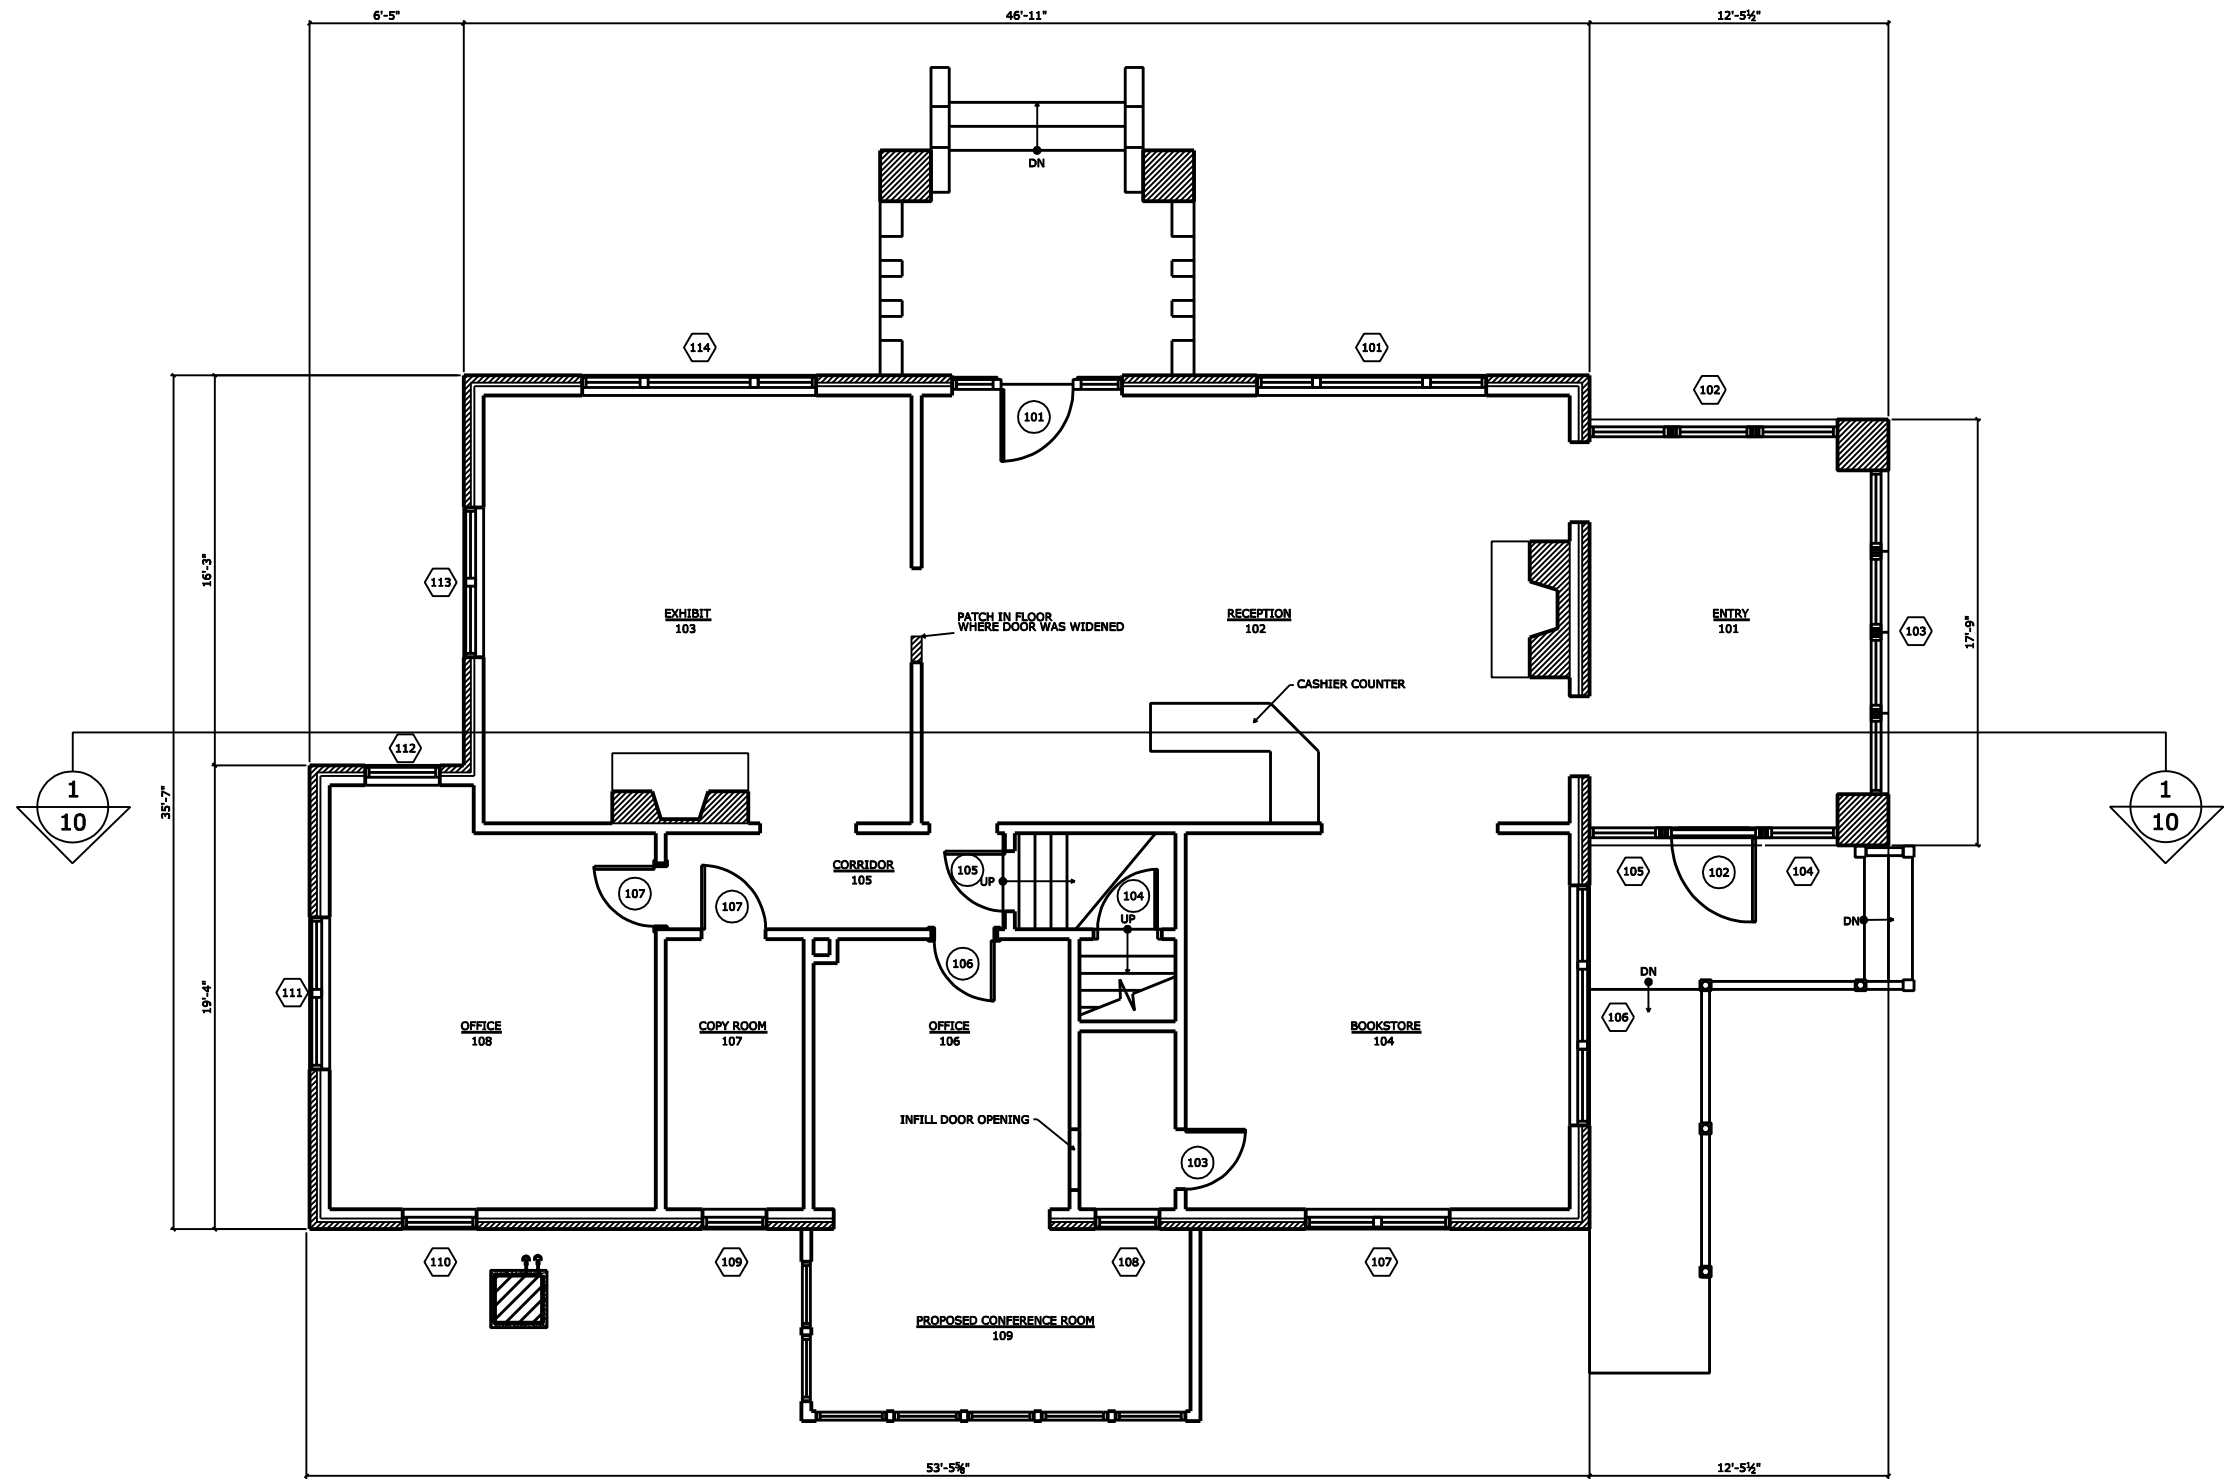 6'-5"
46'-11"
12'-5½"
DN
114
101
102
101
113
16'-3"
EXHIBIT
103
PATCH IN FLOOR
WHERE DOOR WAS WIDENED
RECEPTION
102
ENTRY
101
103
17'-9"
CASHIER COUNTER
112
1
10
35'-7"
1
10
CORRIDOR
105
105
UP
107
107
104
UP
105
102
104
DN
106
111
19'-4"
DN
106
OFFICE
108
COPY ROOM
107
OFFICE
106
BOOKSTORE
104
INFILL DOOR OPENING
103
110
109
108
107
PROPOSED CONFERENCE ROOM
109
53'-5⅝"
12'-5½"